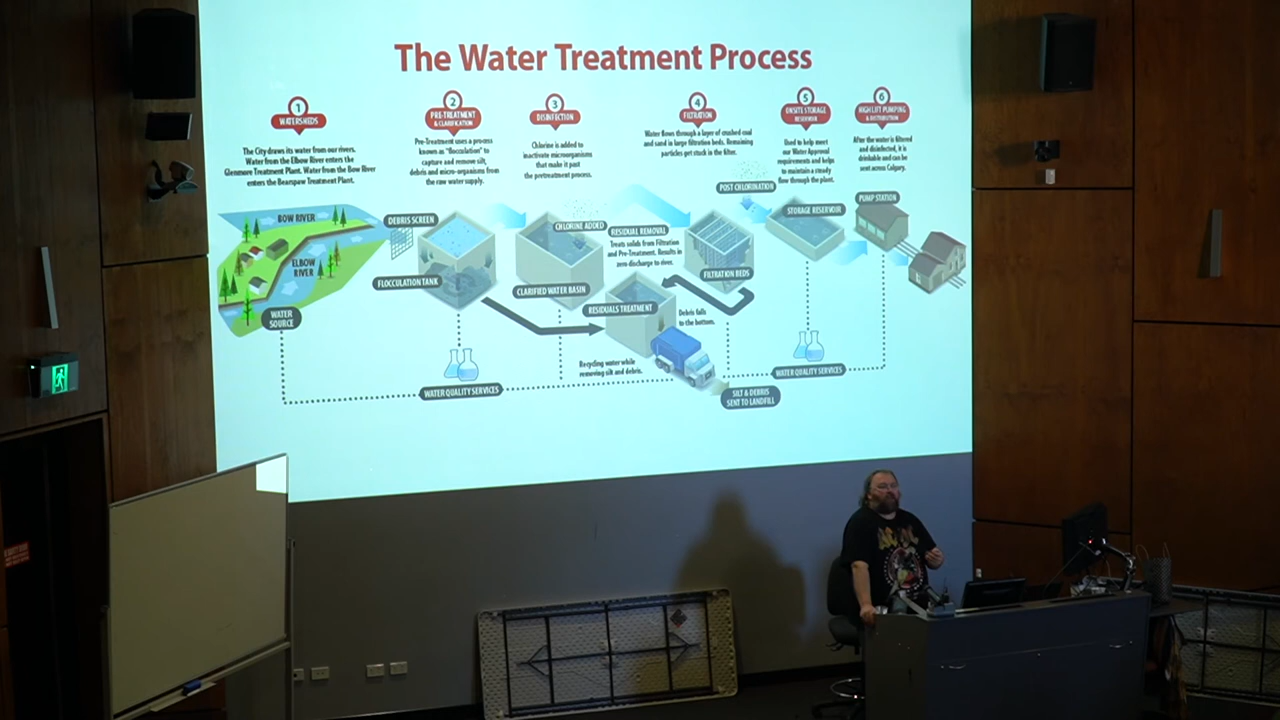 The Water Treatment Process
1
WATERSHEDS
The City draws its water from our rivers.
Water from the Elbow River enters the
Glenmore Treatment Plant. Water from the Bow River
enters the Bearspaw Treatment Plant.
2
PRE-TREATMENT
& CLARIFICATION
Pre-Treatment uses a process
known as "flocculation" to
capture and remove silt,
debris and micro-organisms from
the raw water supply.
3
DISINFECTION
Chlorine is added to
inactivate microorganisms
that make it past
the pretreatment process.
4
FILTRATION
Water flows through a layer of crushed coal
and sand in large filtration beds. Remaining
particles get stuck in the filter.
5
ONSITE STORAGE
RESERVOIR
Used to help meet
our Water Approval
requirements and helps
to maintain a steady
flow through the plant.
6
HIGH LIFT PUMPING
& DISTRIBUTION
After the water is filtered
and disinfected, it is
drinkable and can be
sent across Calgary.
BOW RIVER
ELBOW
RIVER
WATER
SOURCE
DEBRIS SCREEN
FLOCCULATION TANK
CHLORINE ADDED
CLARIFIED WATER BASIN
RESIDUAL REMOVAL
Treats solids from Filtration
and Pre-Treatment. Results in
zero discharge to river.
RESIDUALS TREATMENT
POST CHLORINATION
FILTRATION BEDS
Debris falls
to the bottom.
STORAGE RESERVOIR
PUMP STATION
Recycling water while
removing silt and debris.
WATER QUALITY SERVICES
SILT & DEBRIS
SENT TO LANDFILL
WATER QUALITY SERVICES